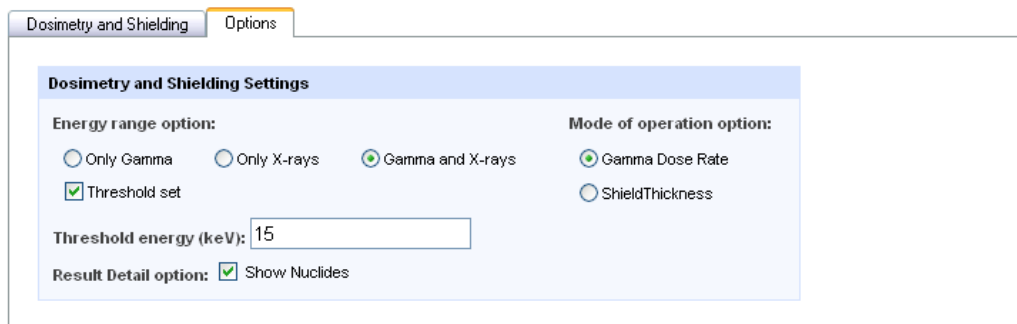 Dosimetry and Shielding Options
Dosimetry and Shielding Settings
Energy range option: Mode of operation option:
Only Gamma Only X-rays Gamma and X-rays Gamma Dose Rate
Threshold set ShieldThickness
Threshold energy (keV): 15
Result Detail option: Show Nuclides